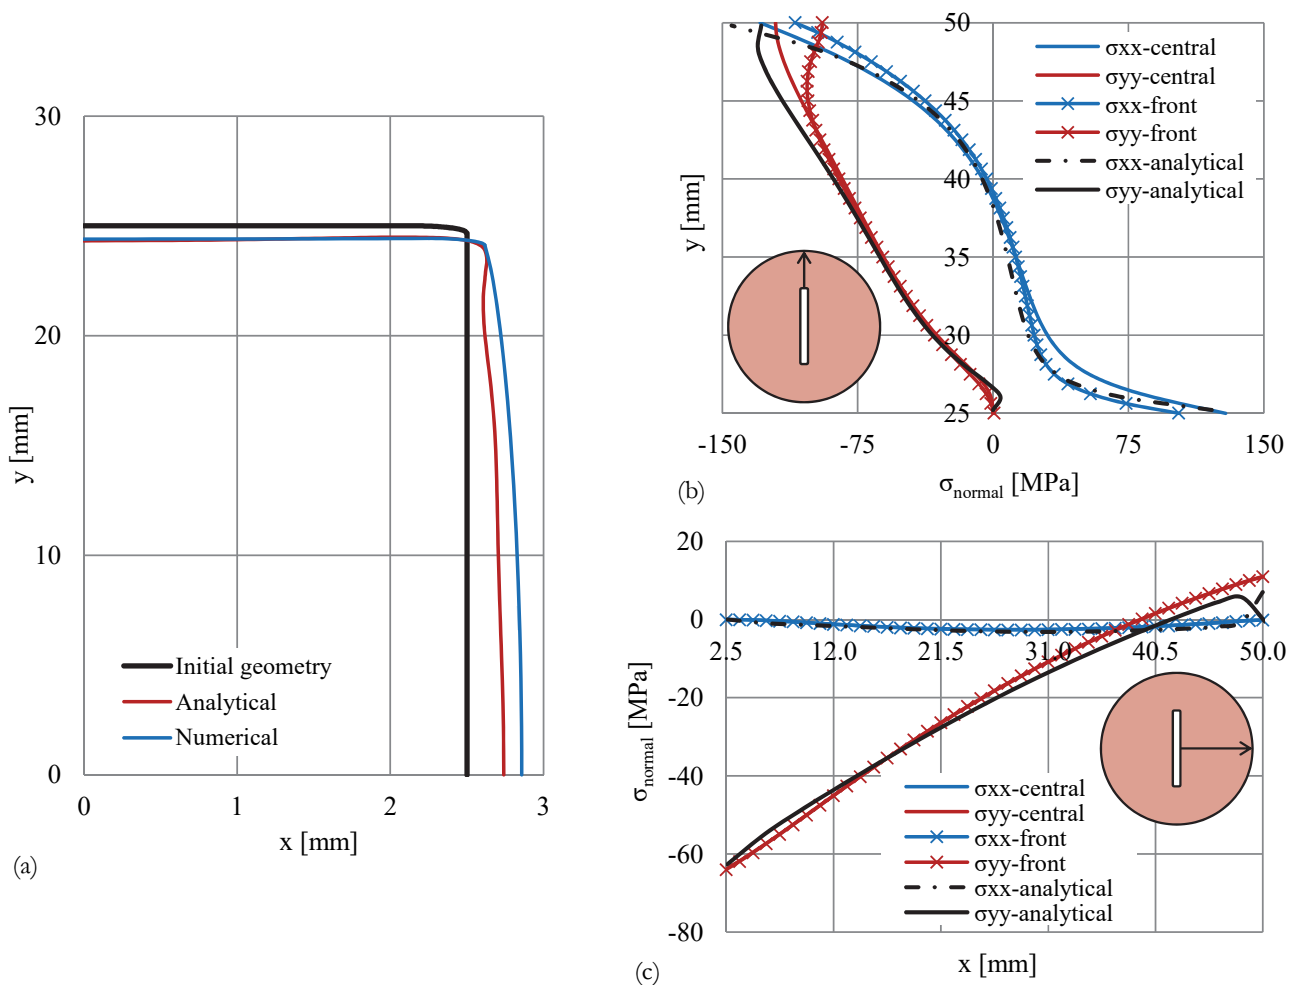 30
20
10
0
0
1
2
3
y [mm]
x [mm]
Initial geometry
Analytical
Numerical
(a)
50
45
40
35
30
25
-150
-75
0
75
150
y [mm]
σnormal [MPa]
σxx-central
σyy-central
σxx-front
σyy-front
σxx-analytical
σyy-analytical
(b)
20
0
-20
-40
-60
-80
2.5
12.0
21.5
31.0
40.5
50.0
σnormal [MPa]
x [mm]
σxx-central
σyy-central
σxx-front
σyy-front
σxx-analytical
σyy-analytical
(c)